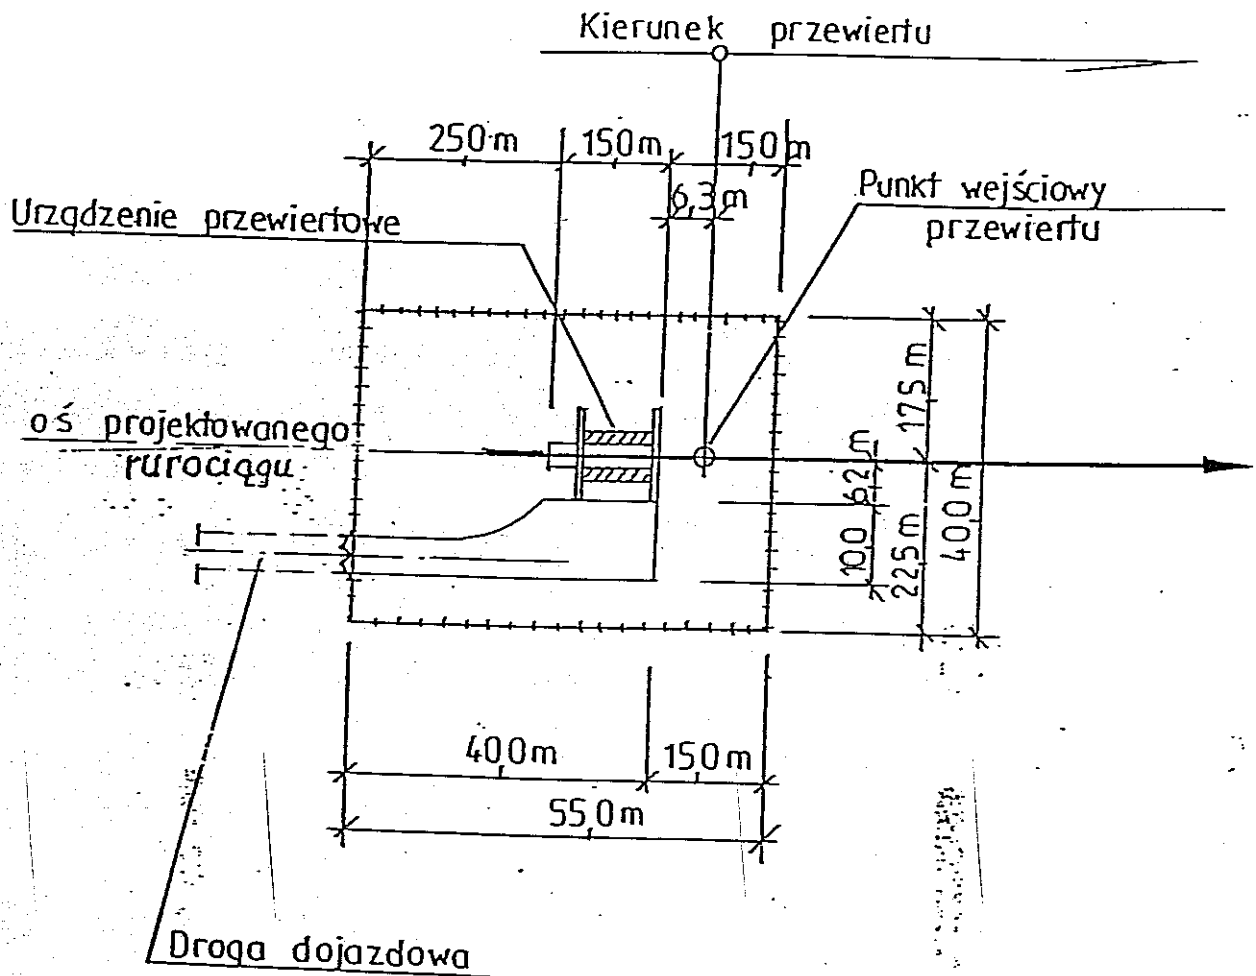 Kierunek przewiertu
250 m
150 m
150 m
6,3 m
Punkt wejściowy
przewiertu
Urządzenie przewiertowe
17,5 m
oś projektowanego
rurociągu
6,2 m
10,0
22,5 m
40,0 m
40,0 m
15,0 m
55,0 m
Droga dojazdowa